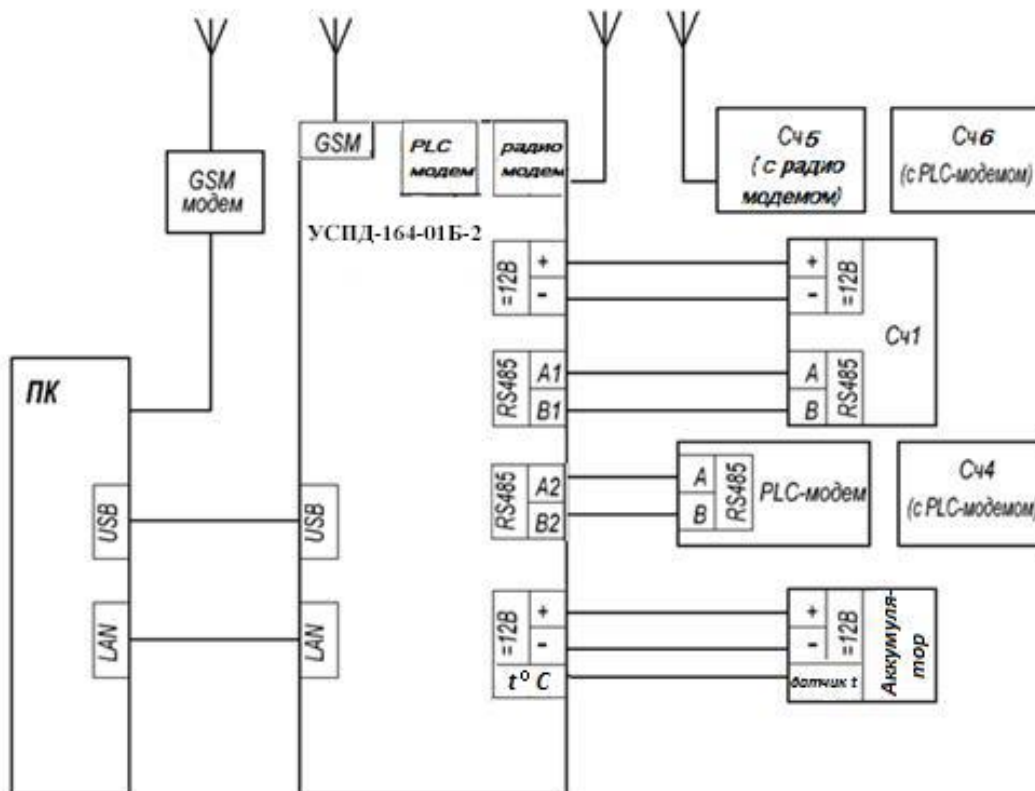 GSM
модем
ПК
USB
LAN
GSM
PLC
модем
радио
модем
УСПД-164-01Б-2
USB
LAN
=12В
+
-
RS485
A1
B1
RS485
A2
B2
=12В
+
-
t° C
Сч5
( с радио
модемом)
Сч6
(с PLC-модемом)
+
-
=12В
Сч1
A
B
RS485
A
B
RS485
PLC-модем
Сч4
(с PLC-модемом)
+
-
=12В
датчик t
Аккумуля-
тор